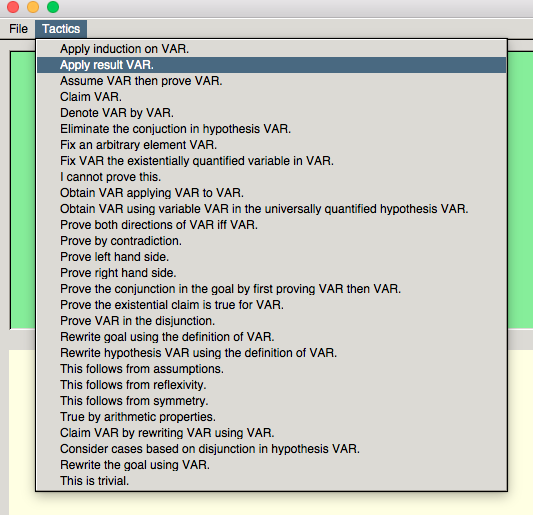 File Tactics
Apply induction on VAR.
Apply result VAR.
Assume VAR then prove VAR.
Claim VAR.
Denote VAR by VAR.
Eliminate the conjuction in hypothesis VAR.
Fix an arbitrary element VAR.
Fix VAR the existentially quantified variable in VAR.
I cannot prove this.
Obtain VAR applying VAR to VAR.
Obtain VAR using variable VAR in the universally quantified hypothesis VAR.
Prove both directions of VAR iff VAR.
Prove by contradiction.
Prove left hand side.
Prove right hand side.
Prove the conjunction in the goal by first proving VAR then VAR.
Prove the existential claim is true for VAR.
Prove VAR in the disjunction.
Rewrite goal using the definition of VAR.
Rewrite hypothesis VAR using the definition of VAR.
This follows from assumptions.
This follows from reflexivity.
This follows from symmetry.
True by arithmetic properties.
Claim VAR by rewriting VAR using VAR.
Consider cases based on disjunction in hypothesis VAR.
Rewrite the goal using VAR.
This is trivial.